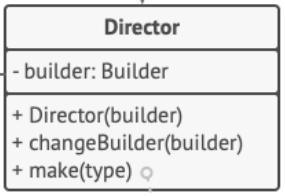 Director
- builder: Builder
+ Director(builder)
+ changeBuilder(builder)
+ make(type)